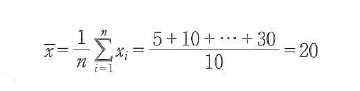 x̄ = 1/n ∑_{i=1}^{n} x_i = (5+10+⋯+30)/10 = 20